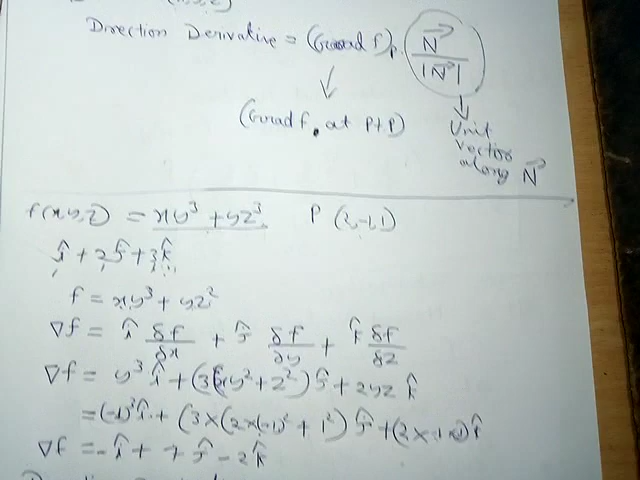 Direction Derivative = (Grad f)p . N⃗ / |N⃗|
(Grad f. at P+P)
Unit vector along N⃗
f(x,y,z) = xy³ + yz³ P (2,-1,1)
î + 2ĵ + 3k̂
f = xy³ + yz²
∇f = î δf/δx + ĵ δf/δy + k̂ δf/δz
∇f = y³ î + (3xy² + z²) ĵ + 2yz k̂
= (-1)³ î + (3×(2×(-1)² + 1²) ĵ + (2×-1×1) k̂
∇f = -î + 7ĵ - 2k̂